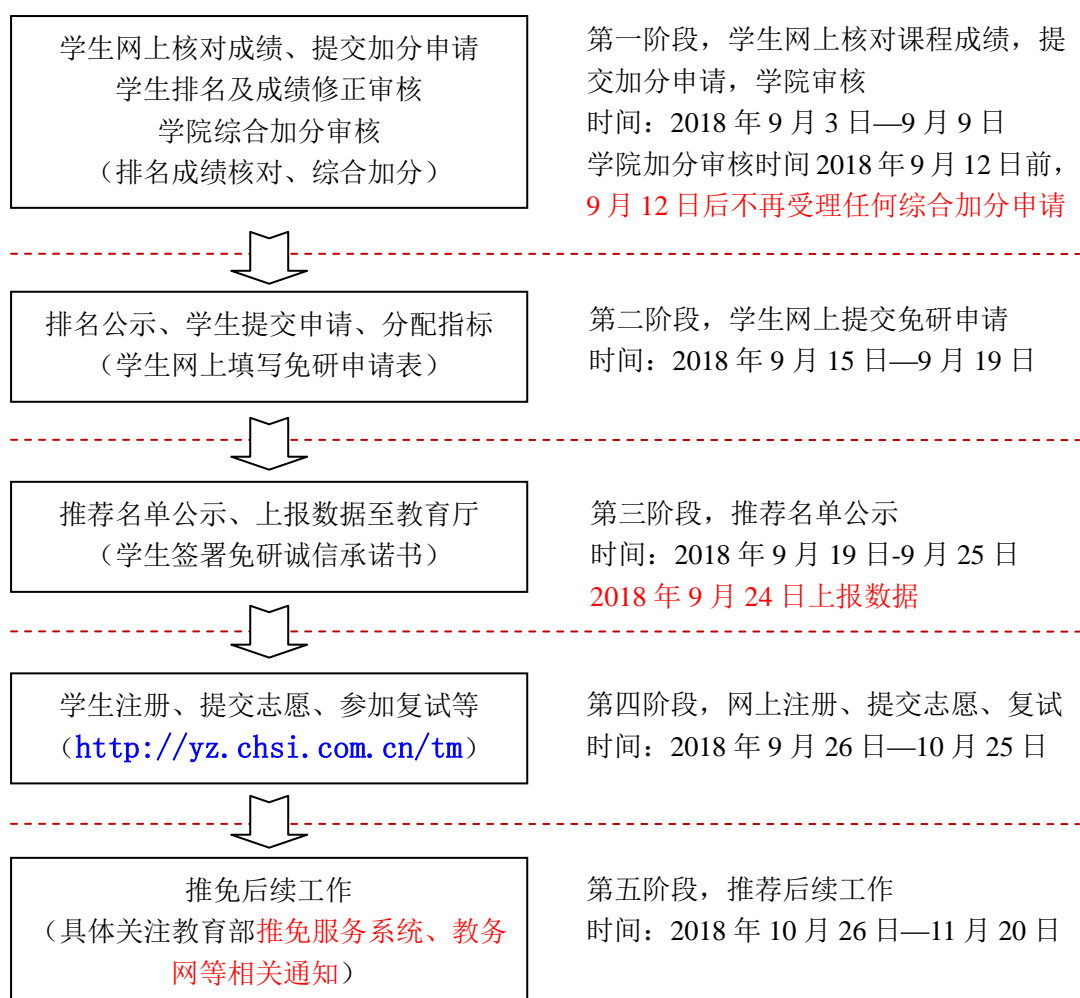 学生网上核对成绩、提交加分申请
学生排名及成绩修正审核
学院综合加分审核
（排名成绩核对、综合加分）
第一阶段，学生网上核对课程成绩，提
交加分申请，学院审核
时间：2018 年 9 月 3 日—9 月 9 日
学院加分审核时间 2018 年 9 月 12 日前，
9 月 12 日后不再受理任何综合加分申请
排名公示、学生提交申请、分配指标
（学生网上填写免研申请表）
第二阶段，学生网上提交免研申请
时间：2018 年 9 月 15 日—9 月 19 日
推荐名单公示、上报数据至教育厅
（学生签署免研诚信承诺书）
第三阶段，推荐名单公示
时间：2018 年 9 月 19 日-9 月 25 日
2018 年 9 月 24 日上报数据
学生注册、提交志愿、参加复试等
（http://yz.chsi.com.cn/tm）
第四阶段，网上注册、提交志愿、复试
时间：2018 年 9 月 26 日—10 月 25 日
推免后续工作
（具体关注教育部推免服务系统、教务
网等相关通知）
第五阶段，推荐后续工作
时间：2018 年 10 月 26 日—11 月 20 日